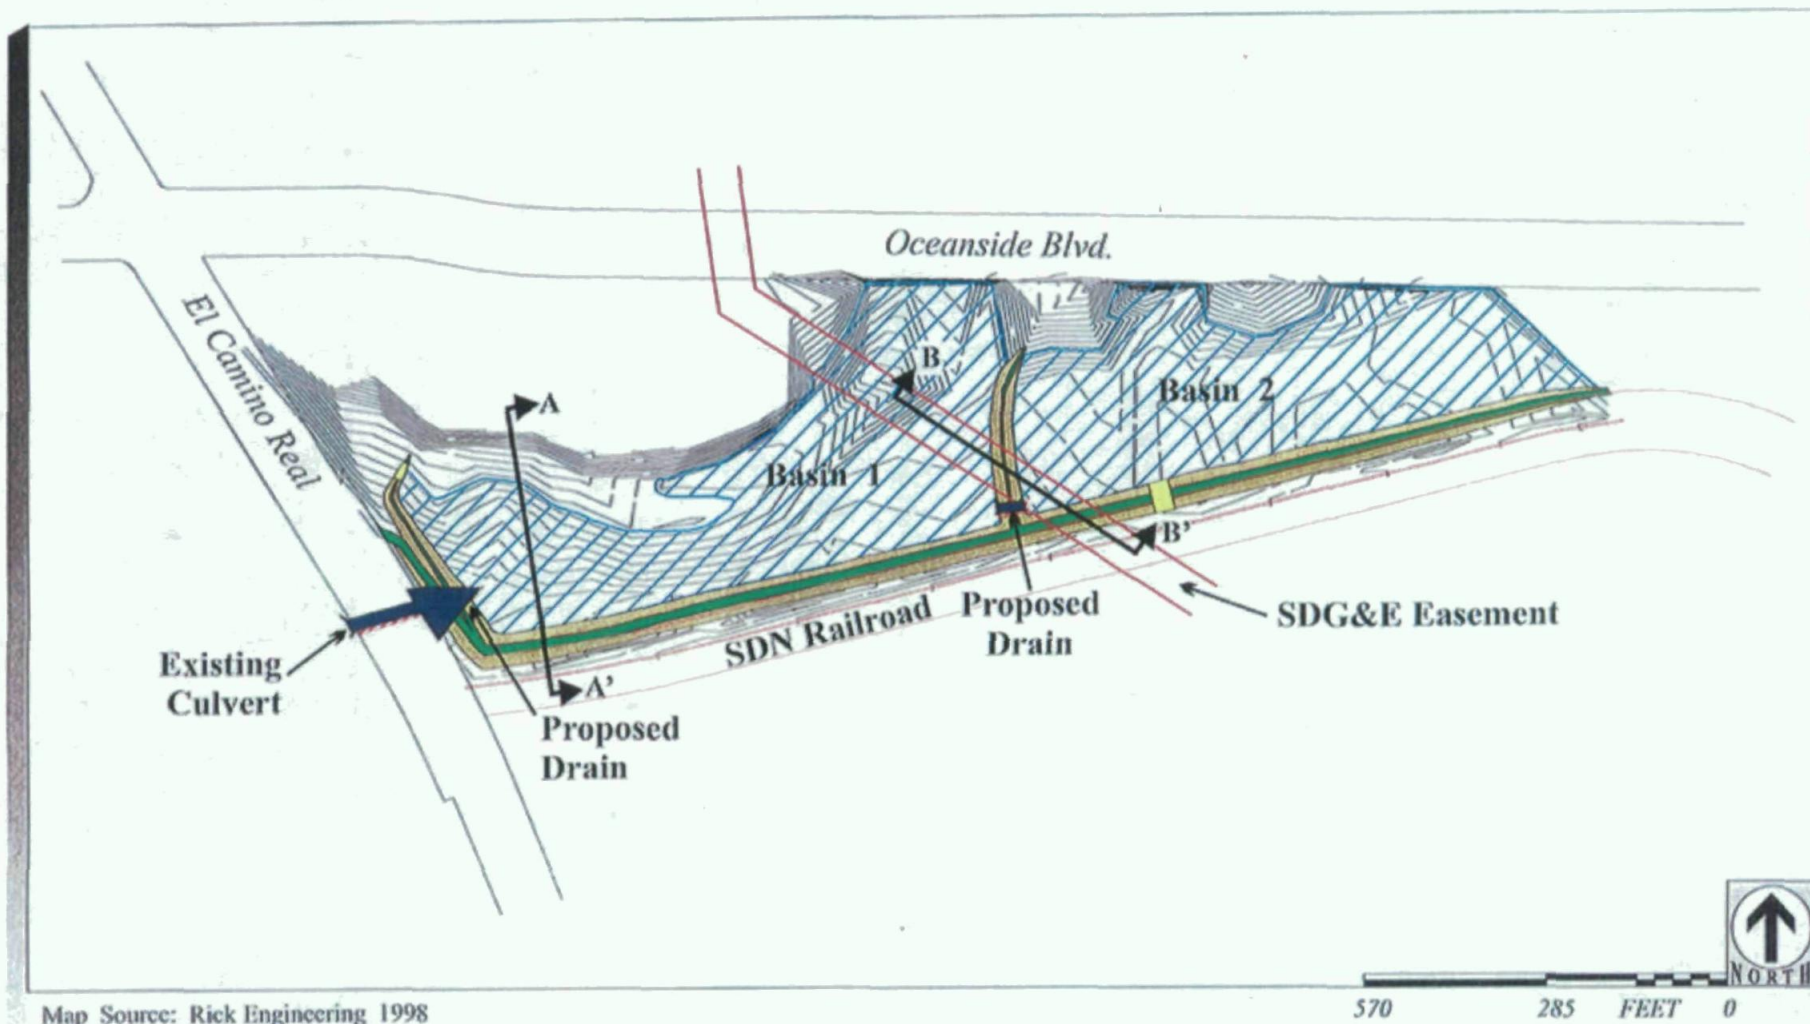 Oceanside Blvd.
El Camino Real
A
B
Basin 1
Basin 2
B'
A'
SDN Railroad
Proposed
Drain
SDG&E Easement
Existing
Culvert
Proposed
Drain
NORTH
570 285 FEET 0
Map Source: Rick Engineering 1998